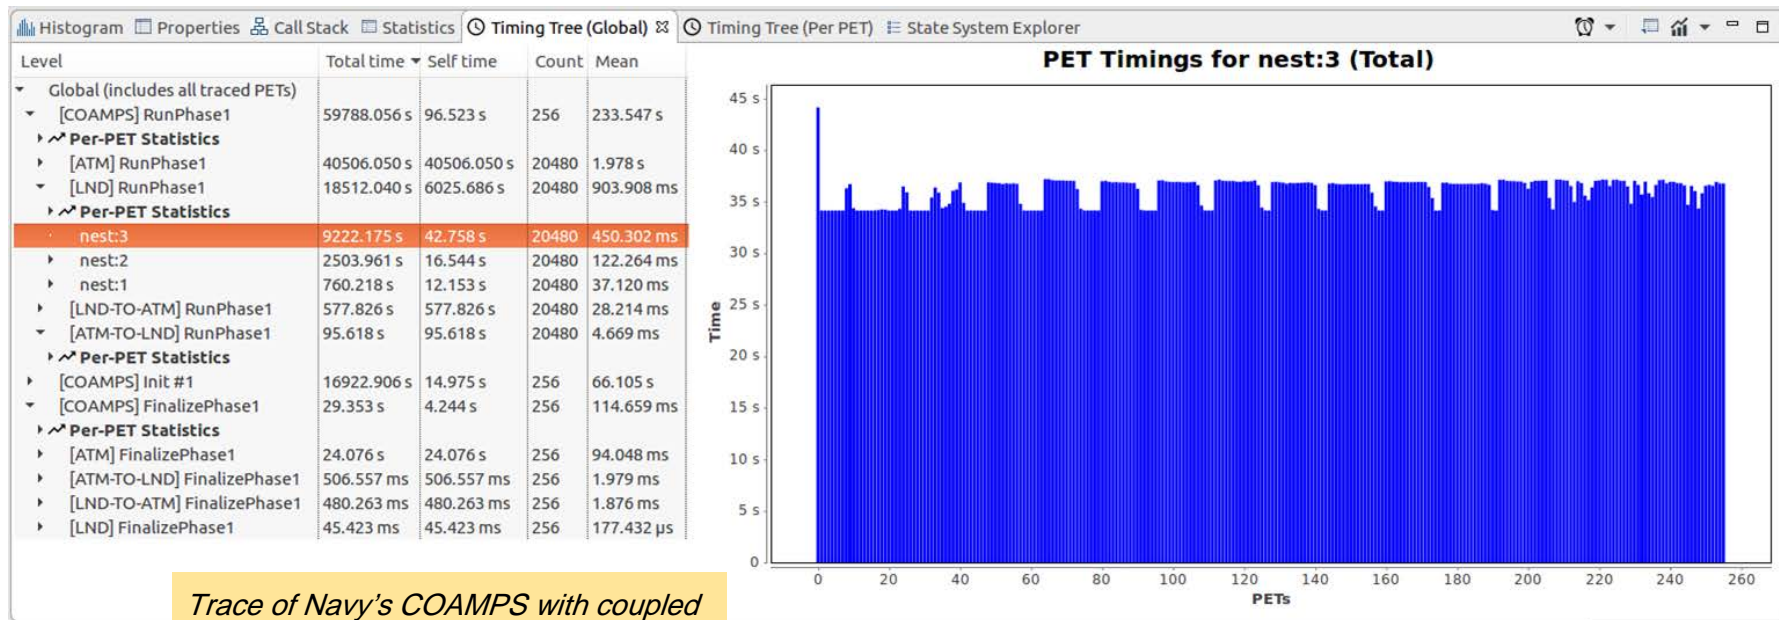 Histogram Properties Call Stack Statistics Timing Tree (Global) Timing Tree (Per PET) State System Explorer
Level Total time Self time Count Mean
Global (includes all traced PETs)
[COAMPS] RunPhase1 59788.056 s 96.523 s 256 233.547 s
Per-PET Statistics
[ATM] RunPhase1 40506.050 s 40506.050 s 20480 1.978 s
[LND] RunPhase1 18512.040 s 6025.686 s 20480 903.908 ms
Per-PET Statistics
nest:3 9222.175 s 42.758 s 20480 450.302 ms
nest:2 2503.961 s 16.544 s 20480 122.264 ms
nest:1 760.218 s 12.153 s 20480 37.120 ms
[LND-TO-ATM] RunPhase1 577.826 s 577.826 s 20480 28.214 ms
[ATM-TO-LND] RunPhase1 95.618 s 95.618 s 20480 4.669 ms
Per-PET Statistics
[COAMPS] Init #1 16922.906 s 14.975 s 256 66.105 s
[COAMPS] FinalizePhase1 29.353 s 4.244 s 256 114.659 ms
Per-PET Statistics
[ATM] FinalizePhase1 24.076 s 24.076 s 256 94.048 ms
[ATM-TO-LND] FinalizePhase1 506.557 ms 506.557 ms 256 1.979 ms
[LND-TO-ATM] FinalizePhase1 480.263 ms 480.263 ms 256 1.876 ms
[LND] FinalizePhase1 45.423 ms 45.423 ms 256 177.432 µs
PET Timings for nest:3 (Total)
45 s
40 s
35 s
30 s
25 s
20 s
15 s
10 s
5 s
0
Time
0 20 40 60 80 100 120 140 160 180 200 220 240 260
PETs
Trace of Navy's COAMPS with coupled